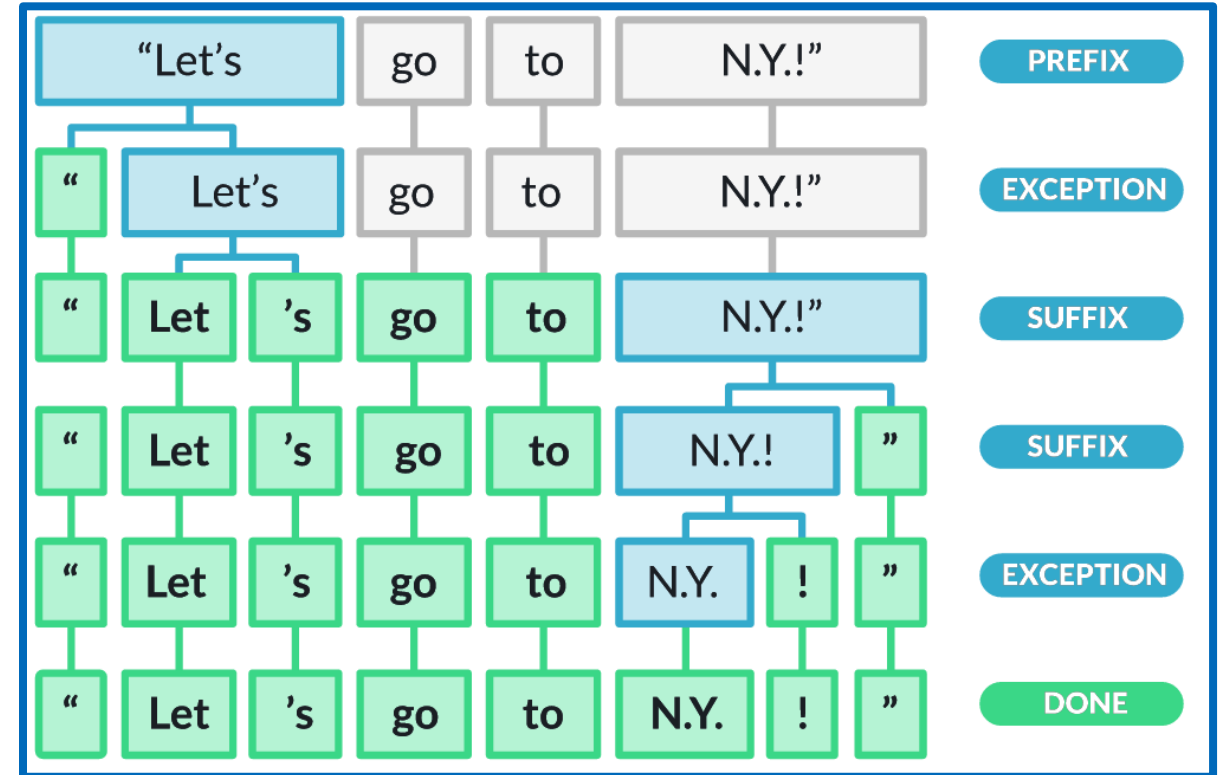 “Let’s go to N.Y.!” PREFIX
“ Let’s go to N.Y.!” EXCEPTION
“ Let ’s go to N.Y.!” SUFFIX
“ Let ’s go to N.Y.! ” SUFFIX
“ Let ’s go to N.Y. ! ” EXCEPTION
“ Let ’s go to N.Y. ! ” DONE